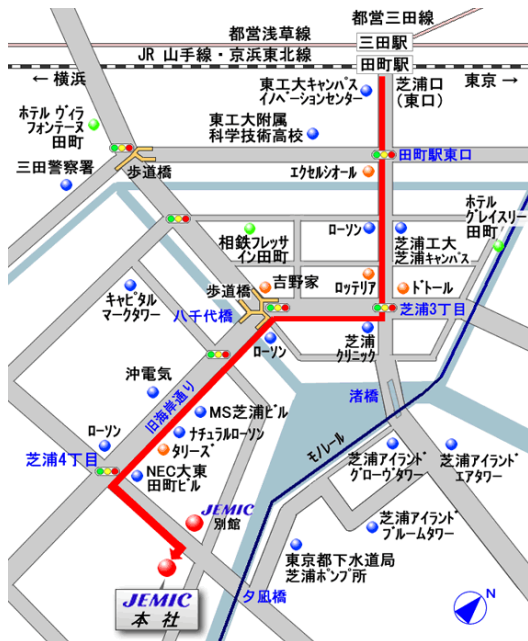 都営三田線
都営浅草線
三田駅
JR 山手線・京浜東北線
田町駅
← 横浜
東京 →
芝浦口
(東口)
東工大キャンパス
イノベーションセンター
ホテル ヴィラ
フォンテーヌ
田町
東工大附属
科学技術高校
田町駅東口
三田警察署
歩道橋
エクセルシオール
ホテル
グレイスリー
田町
相鉄フレッサ
イン田町
ローソン
芝浦工大
芝浦キャンパス
キャピタル
マークタワー
歩道橋
吉野家
ロッテリア
ドトール
八千代橋
芝浦3丁目
ローソン
芝浦
クリニック
沖電気
旧海岸通り
渚橋
MS芝浦ビル
ローソン
ナチュラルローソン
タリーズ
モノレール
芝浦4丁目
NEC大東
田町ビル
芝浦アイランド
グローヴタワー
芝浦アイランド
エアタワー
JEMIC
別館
芝浦アイランド
ブルームタワー
東京都下水道局
芝浦ポンプ所
JEMIC
本 社
夕凪橋
N